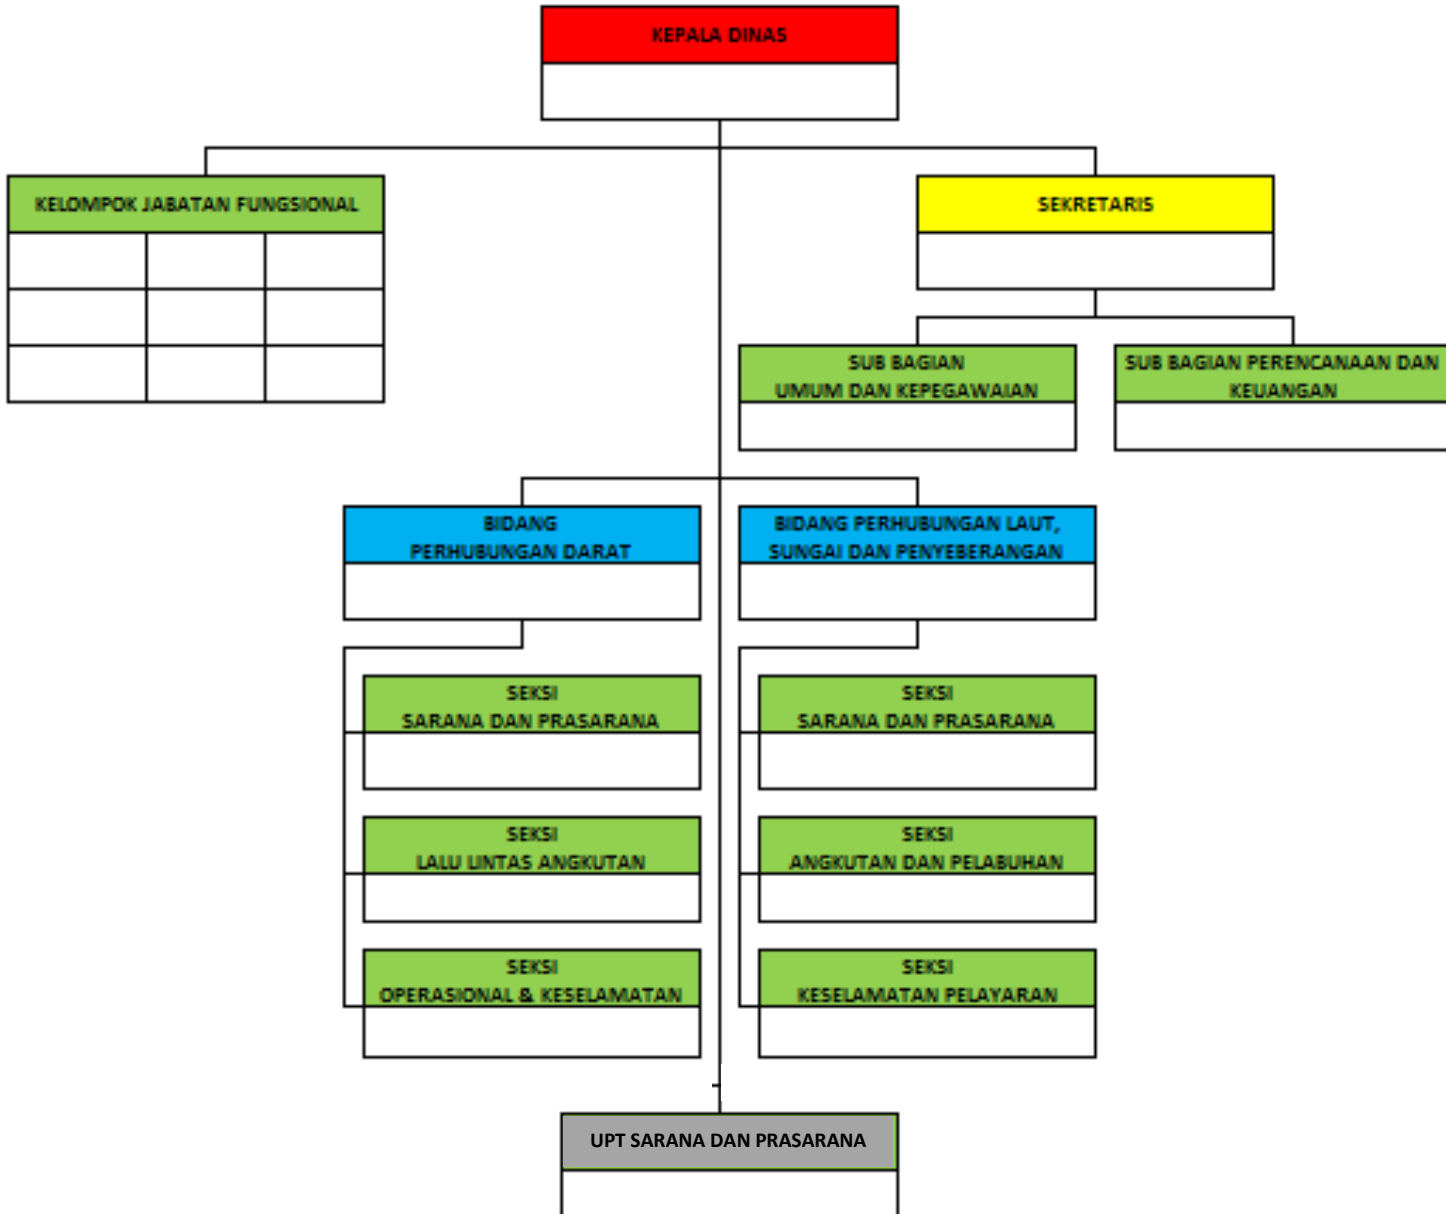 KEPALA DINAS
KELOMPOK JABATAN FUNGSIONAL
SEKRETARIS
SUB BAGIAN
UMUM DAN KEPEGAWAIAN
SUB BAGIAN PERENCANAAN DAN
KEUANGAN
BIDANG
PERHUBUNGAN DARAT
BIDANG PERHUBUNGAN LAUT,
SUNGAI DAN PENYEBERANGAN
SEKSI
SARANA DAN PRASARANA
SEKSI
SARANA DAN PRASARANA
SEKSI
LALU LINTAS ANGKUTAN
SEKSI
ANGKUTAN DAN PELABUHAN
SEKSI
OPERASIONAL & KESELAMATAN
SEKSI
KESELAMATAN PELAYARAN
UPT SARANA DAN PRASARANA